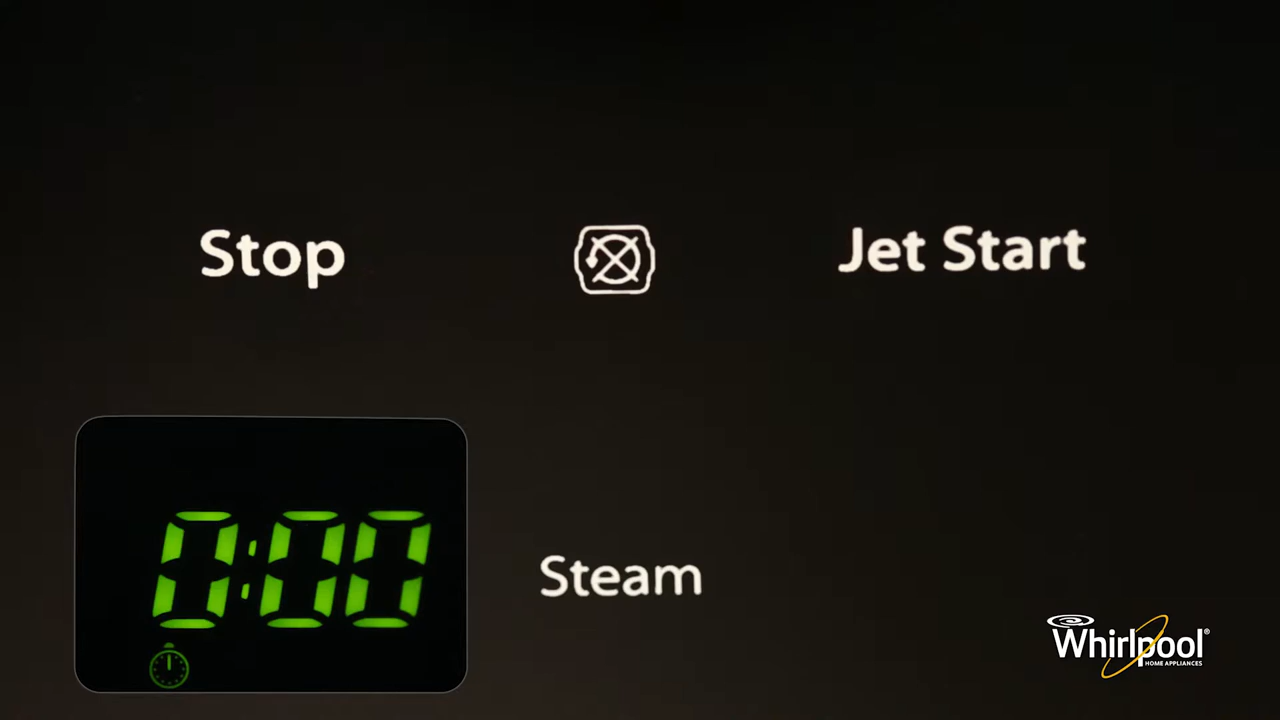 Stop
Jet Start
0:00
Steam
Whirlpool®
HOME APPLIANCES